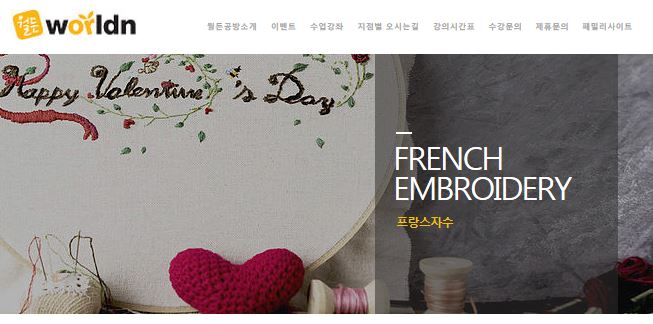 월든 worldn
월든공방소개 이벤트 수업강좌 지점별 오시는길 강의시간표 수강문의 제휴문의 패밀리사이트
Happy Valentine's Day
FRENCH
EMBROIDERY
프랑스자수